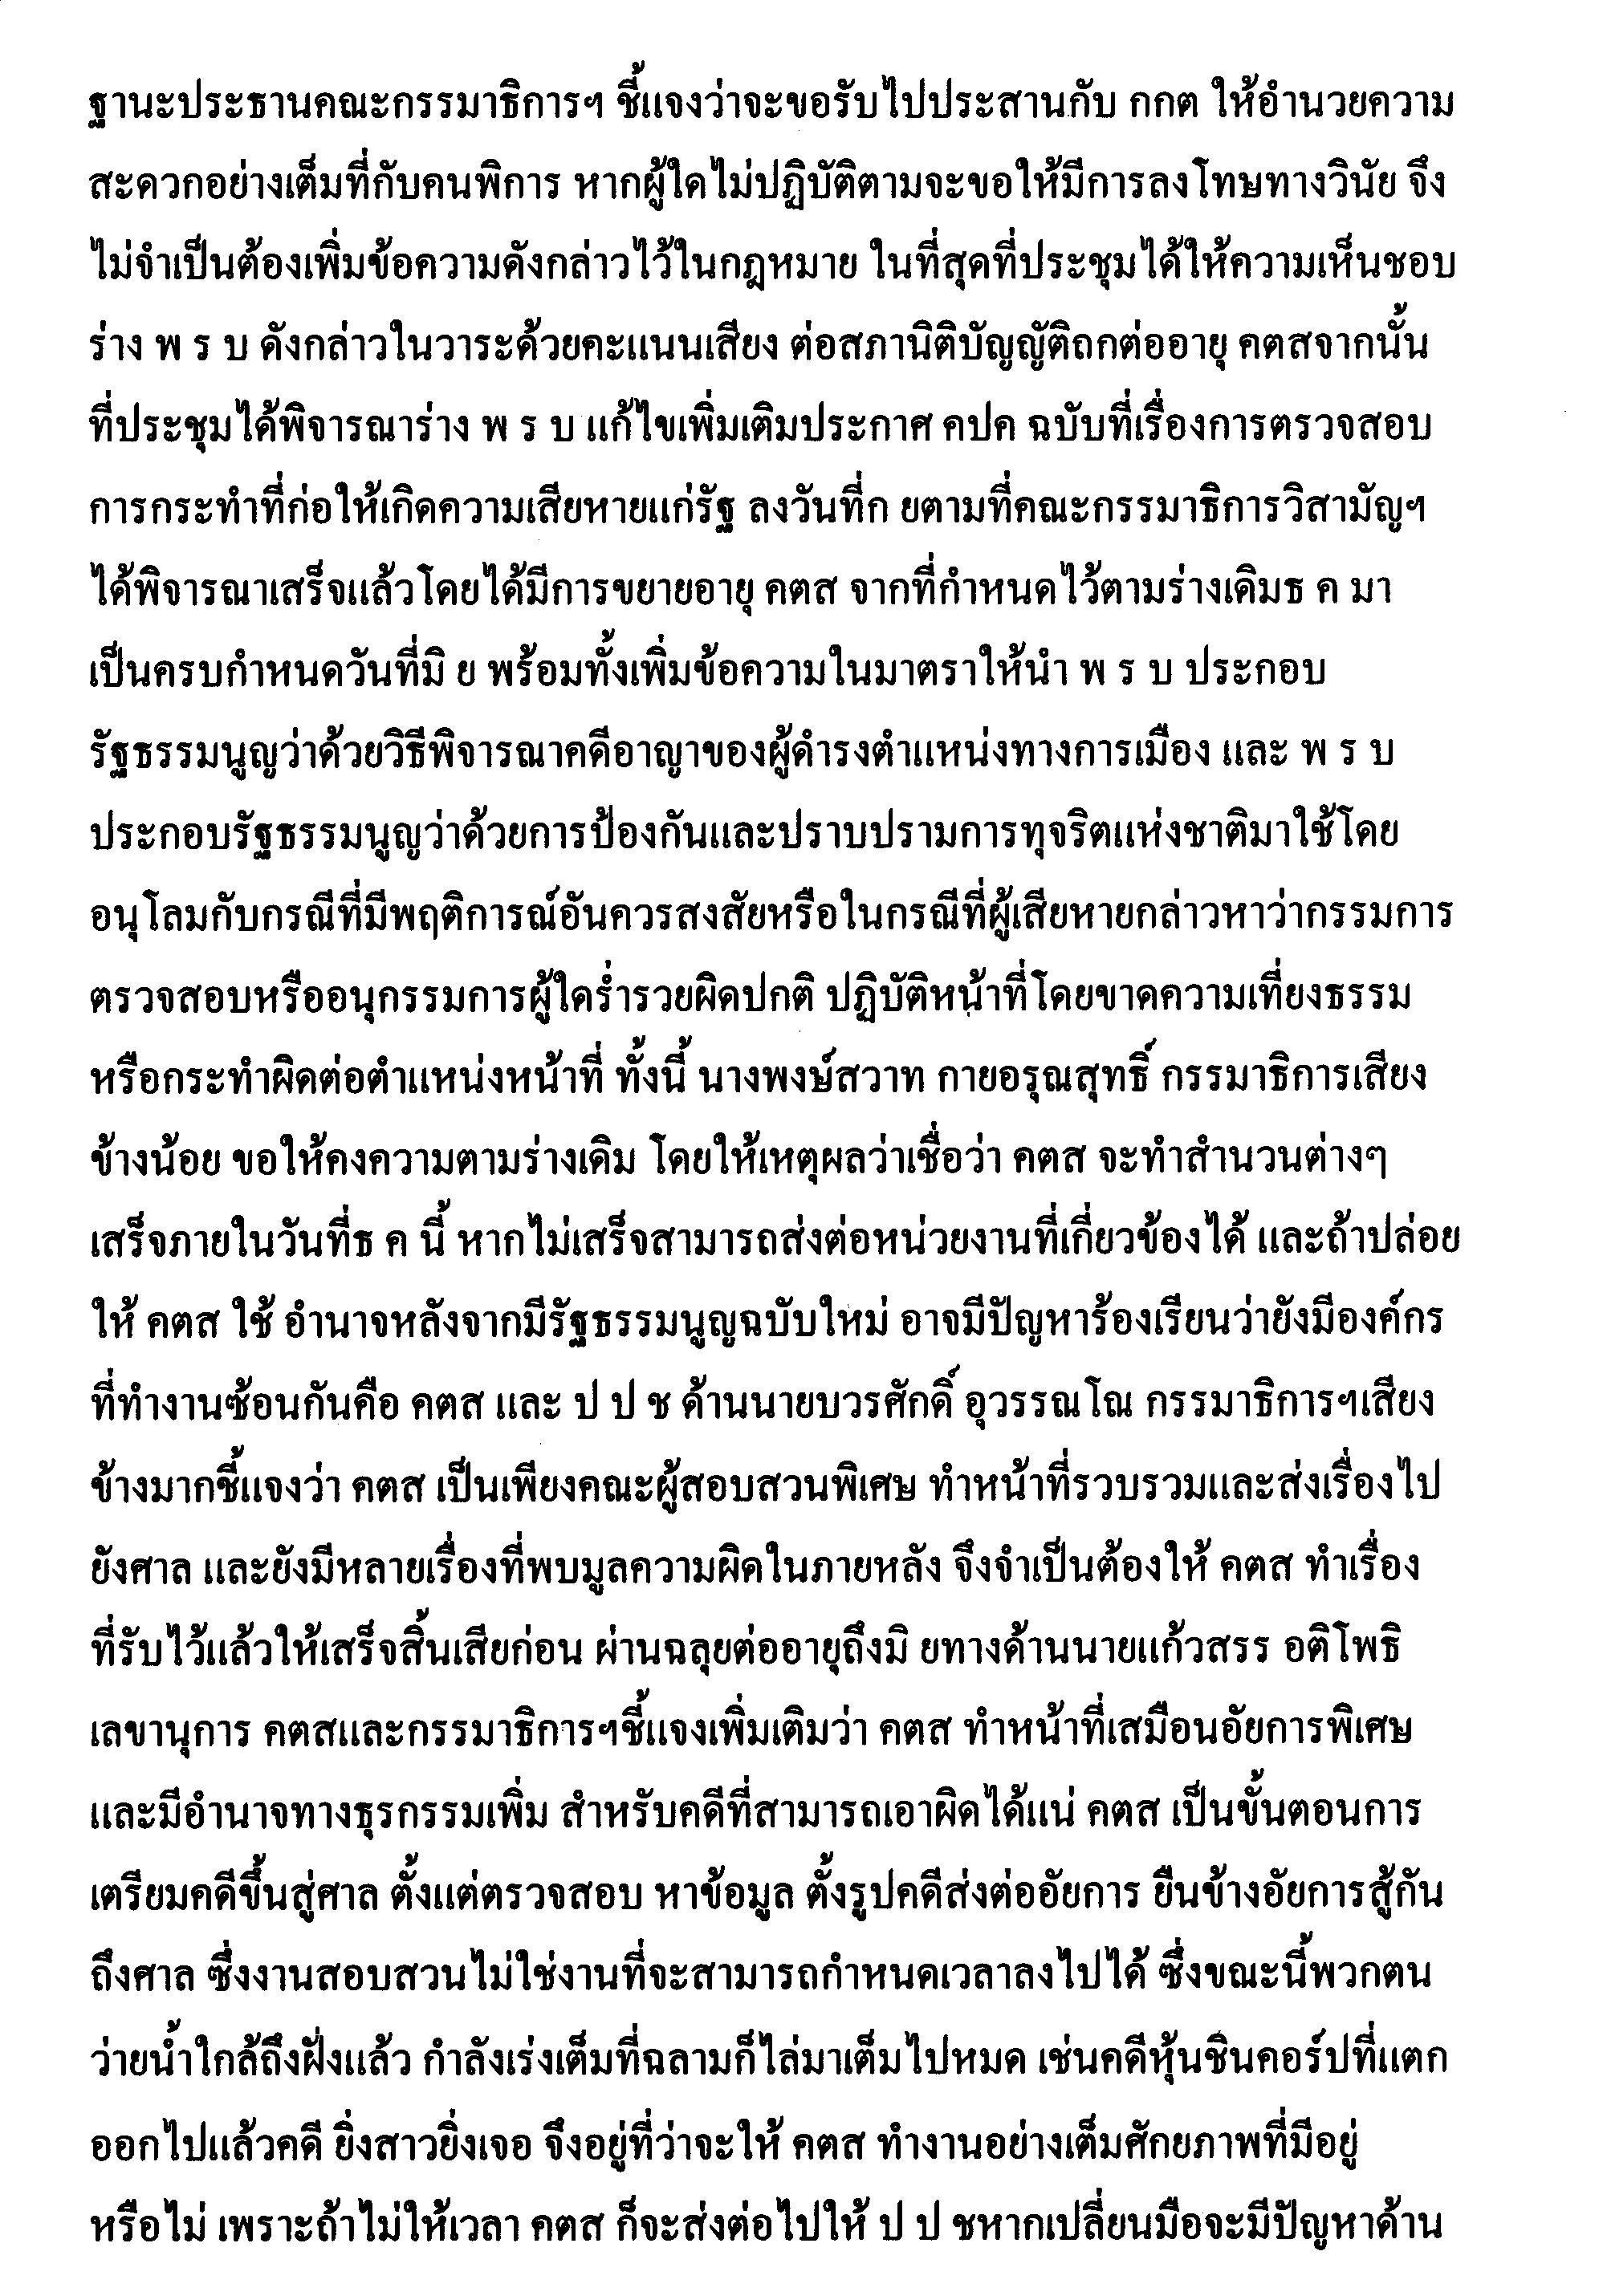 ฐานะประธานคณะกรรมาธิการฯ ชี้แจงว่าจะขอรับไปประสานกับ กกต ให้อำนวยความ
สะดวกอย่างเต็มที่กับคนพิการ หากผู้ใดไม่ปฏิบัติตามจะขอให้มีการลงโทษทางวินัย จึง
ไม่จำเป็นต้องเพิ่มข้อความดังกล่าวไว้ในกฎหมาย ในที่สุดที่ประชุมได้ให้ความเห็นชอบ
ร่าง พ ร บ ดังกล่าวในวาระด้วยคะแนนเสียง ต่อสภานิติบัญญัติถกต่ออายุ คตสจากนั้น
ที่ประชุมได้พิจารณาร่าง พ ร บ แก้ไขเพิ่มเติมประกาศ คปค ฉบับที่เรื่องการตรวจสอบ
การกระทำที่ก่อให้เกิดความเสียหายแก่รัฐ ลงวันที่ก ยตามที่คณะกรรมาธิการวิสามัญฯ
ได้พิจารณาเสร็จแล้วโดยได้มีการขยายอายุ คตส จากที่กำหนดไว้ตามร่างเดิมธ ค มา
เป็นครบกำหนดวันที่มิ ย พร้อมทั้งเพิ่มข้อความในมาตราให้นำ พ ร บ ประกอบ
รัฐธรรมนูญว่าด้วยวิธีพิจารณาคดีอาญาของผู้ดำรงตำแหน่งทางการเมือง และ พ ร บ
ประกอบรัฐธรรมนูญว่าด้วยการป้องกันและปราบปรามการทุจริตแห่งชาติมาใช้โดย
อนุโลมกับกรณีที่มีพฤติการณ์อันควรสงสัยหรือในกรณีที่ผู้เสียหายกล่าวหาว่ากรรมการ
ตรวจสอบหรืออนุกรรมการผู้ใดร่ำรวยผิดปกติ ปฏิบัติหน้าที่โดยขาดความเที่ยงธรรม
หรือกระทำผิดต่อตำแหน่งหน้าที่ ทั้งนี้ นางพงษ์สวาท กายอรุณสุทธิ์ กรรมาธิการเสียง
ข้างน้อย ขอให้คงความตามร่างเดิม โดยให้เหตุผลว่าเชื่อว่า คตส จะทำสำนวนต่างๆ
เสร็จภายในวันที่ธ ค นี้ หากไม่เสร็จสามารถส่งต่อหน่วยงานที่เกี่ยวข้องได้ และถ้าปล่อย
ให้ คตส ใช้ อำนาจหลังจากมีรัฐธรรมนูญฉบับใหม่ อาจมีปัญหาร้องเรียนว่ายังมีองค์กร
ที่ทำงานซ้อนกันคือ คตส และ ป ป ช ด้านนายบวรศักดิ์ อุวรรณโณ กรรมาธิการฯเสียง
ข้างมากชี้แจงว่า คตส เป็นเพียงคณะผู้สอบสวนพิเศษ ทำหน้าที่รวบรวมและส่งเรื่องไป
ยังศาล และยังมีหลายเรื่องที่พบมูลความผิดในภายหลัง จึงจำเป็นต้องให้ คตส ทำเรื่อง
ที่รับไว้แล้วให้เสร็จสิ้นเสียก่อน ผ่านฉลุยต่ออายุถึงมิ ยทางด้านนายแก้วสรร อติโพธิ
เลขานุการ คตสและกรรมาธิการฯชี้แจงเพิ่มเติมว่า คตส ทำหน้าที่เสมือนอัยการพิเศษ
และมีอำนาจทางธุรกรรมเพิ่ม สำหรับคดีที่สามารถเอาผิดได้แน่ คตส เป็นขั้นตอนการ
เตรียมคดีขึ้นสู่ศาล ตั้งแต่ตรวจสอบ หาข้อมูล ตั้งรูปคดีส่งต่ออัยการ ยืนข้างอัยการสู้กัน
ถึงศาล ซึ่งงานสอบสวนไม่ใช่งานที่จะสามารถกำหนดเวลาลงไปได้ ซึ่งขณะนี้พวกตน
ว่ายน้ำใกล้ถึงฝั่งแล้ว กำลังเร่งเต็มที่ฉลามก็ไล่มาเต็มไปหมด เช่นคดีหุ้นชินคอร์ปที่แตก
ออกไปแล้วคดี ยิ่งสาวยิ่งเจอ จึงอยู่ที่ว่าจะให้ คตส ทำงานอย่างเต็มศักยภาพที่มีอยู่
หรือไม่ เพราะถ้าไม่ให้เวลา คตส ก็จะส่งต่อไปให้ ป ป ชหากเปลี่ยนมือจะมีปัญหาด้าน